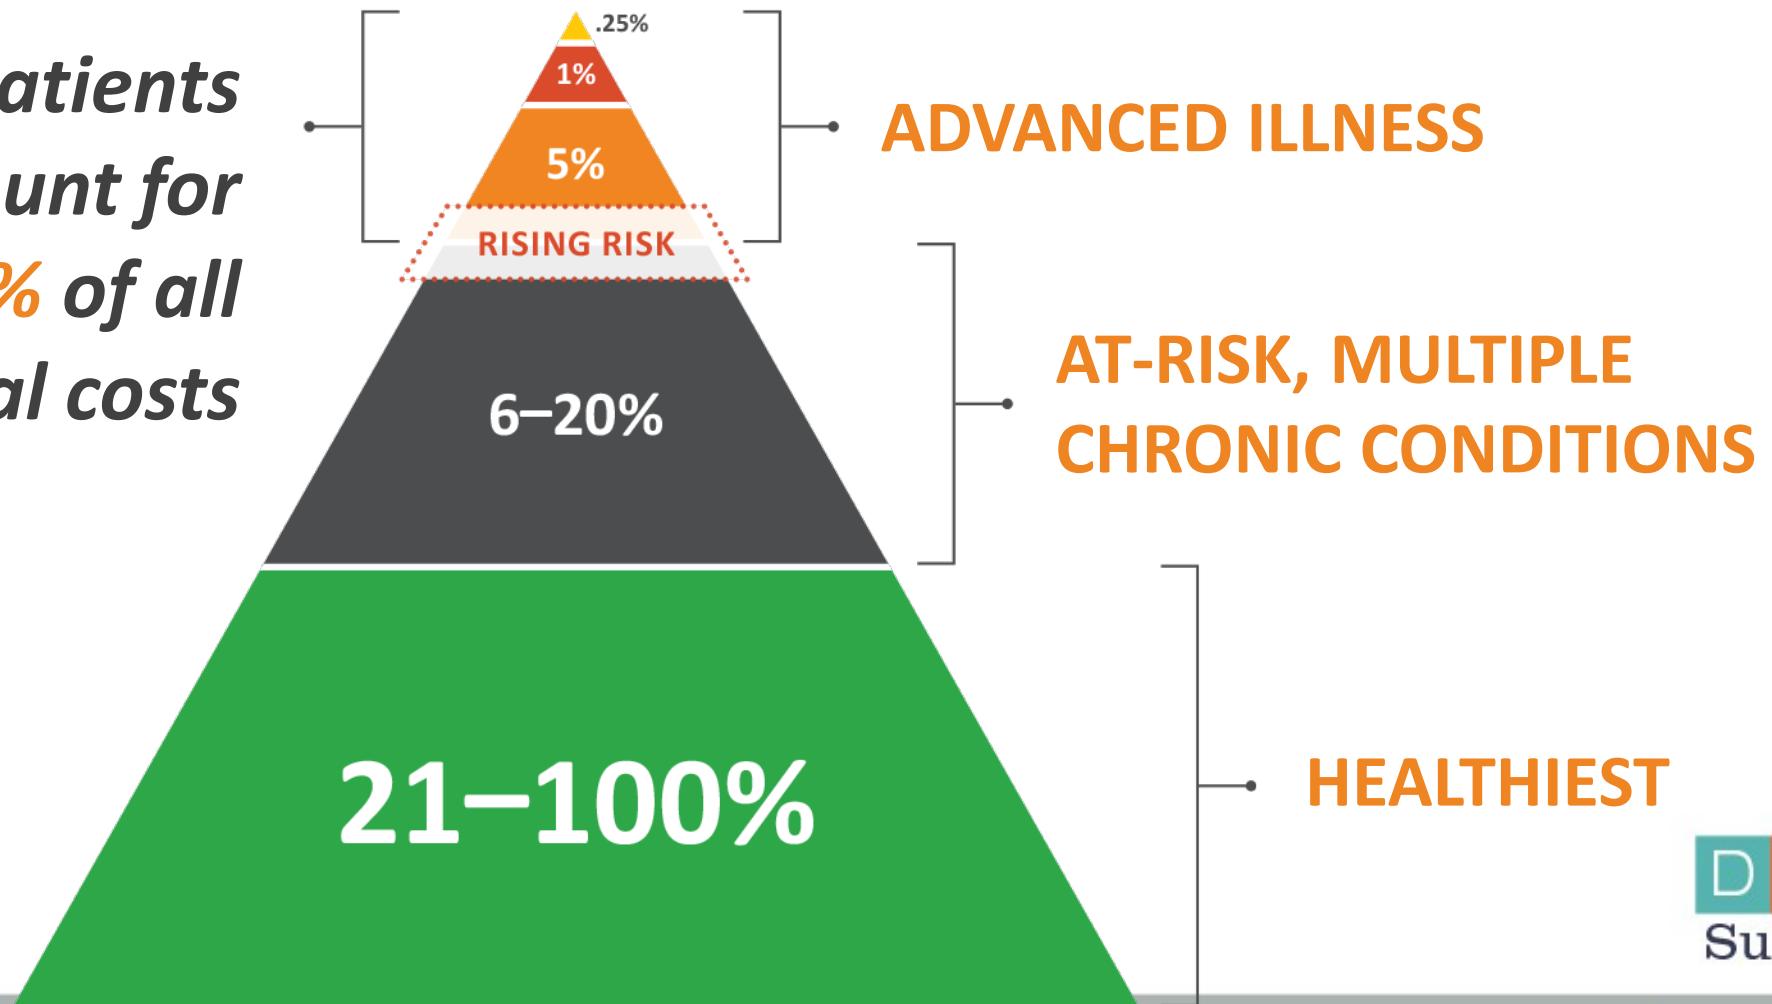 atients
unt for
% of all
al costs
.25%
1%
5%
RISING RISK
6–20%
21–100%
ADVANCED ILLNESS
AT-RISK, MULTIPLE
CHRONIC CONDITIONS
HEALTHIEST
D
Su